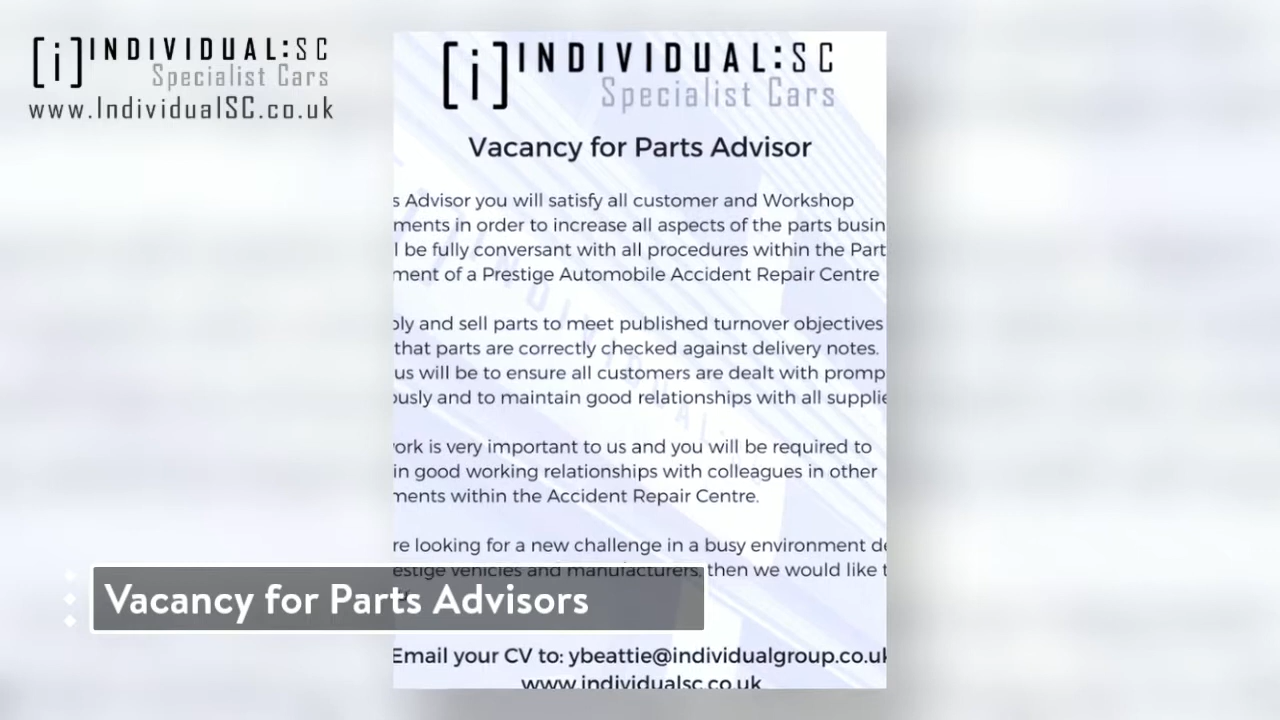 [i] INDIVIDUAL:SC
Specialist Cars
www.IndividualSC.co.uk
[i] INDIVIDUAL:SC
Specialist Cars
Vacancy for Parts Advisor
s Advisor you will satisfy all customer and Workshop
ments in order to increase all aspects of the parts busin
l be fully conversant with all procedures within the Part
ment of a Prestige Automobile Accident Repair Centre
ply and sell parts to meet published turnover objectives
that parts are correctly checked against delivery notes.
us will be to ensure all customers are dealt with promp
ously and to maintain good relationships with all supplie
ork is very important to us and you will be required to
in good working relationships with colleagues in other
ments within the Accident Repair Centre.
re looking for a new challenge in a busy environment de
estige vehicles and manufacturers, then we would like t
Vacancy for Parts Advisors
Email your CV to: ybeattie@individualgroup.co.uk
www.individualsc.co.uk